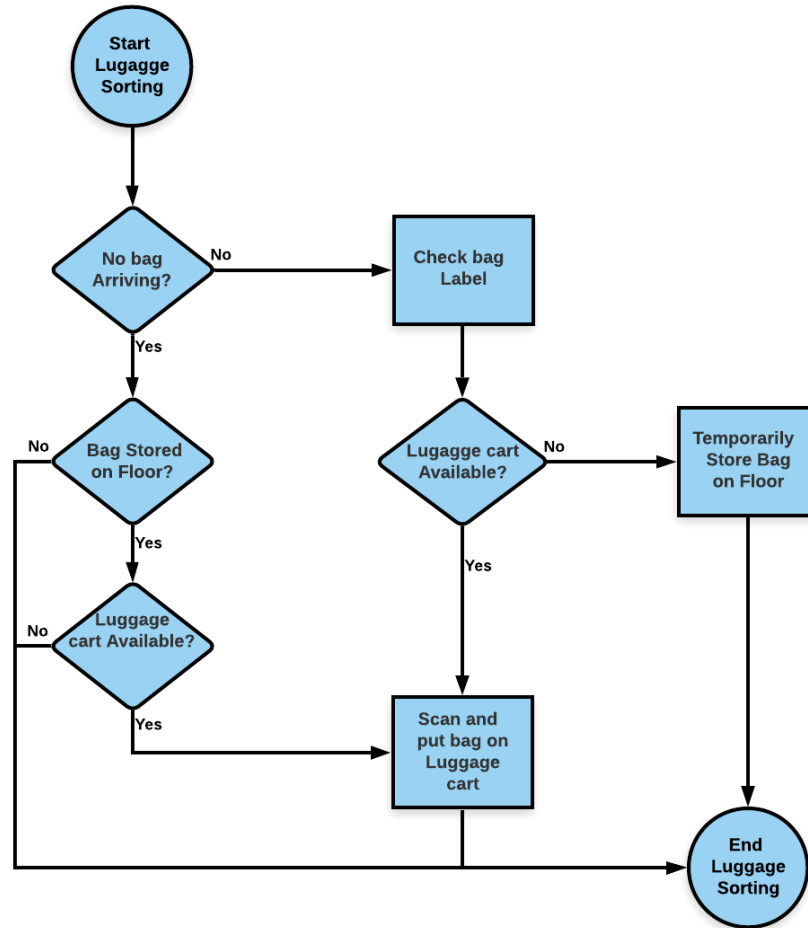 Start
Lugagge
Sorting
No bag
Arriving?
No
Check bag
Label
Yes
No
Bag Stored
on Floor?
Lugagge cart
Available?
No
Temporarily
Store Bag
on Floor
Yes
Yes
No
Luggage
cart Available?
Yes
Scan and
put bag on
Luggage
cart
End
Luggage
Sorting